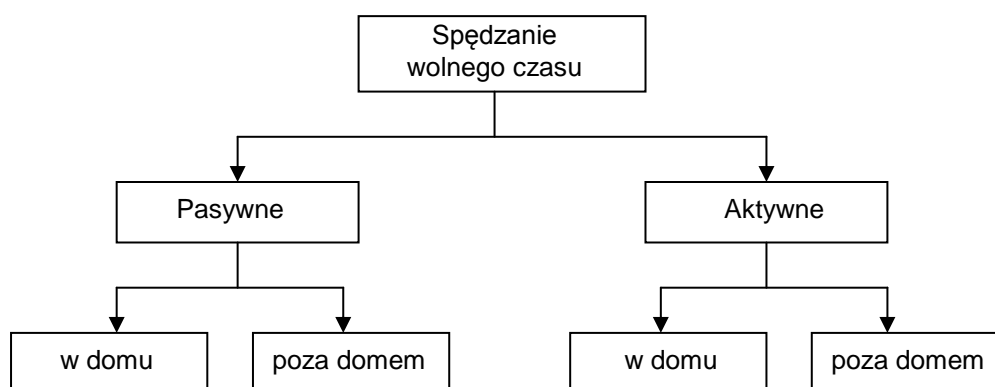 Spędzanie
wolnego czasu
Pasywne
Aktywne
w domu
poza domem
w domu
poza domem